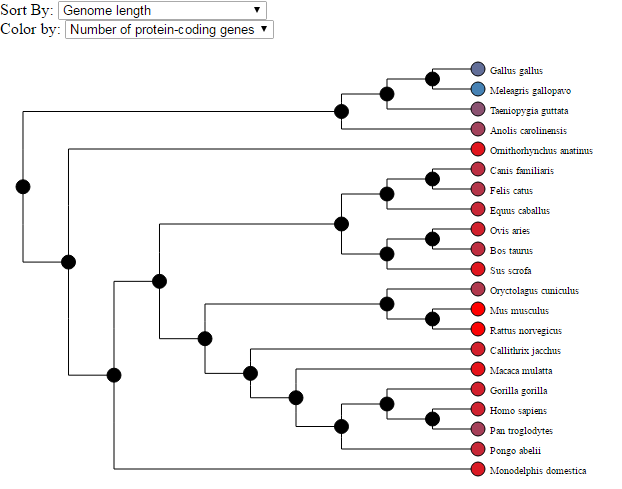 Sort By: Genome length
Color by: Number of protein-coding genes
Gallus gallus
Meleagris gallopavo
Taeniopygia guttata
Anolis carolinensis
Ornithorhynchus anatinus
Canis familiaris
Felis catus
Equus caballus
Ovis aries
Bos taurus
Sus scrofa
Oryctolagus cuniculus
Mus musculus
Rattus norvegicus
Callithrix jacchus
Macaca mulatta
Gorilla gorilla
Homo sapiens
Pan troglodytes
Pongo abelii
Monodelphis domestica